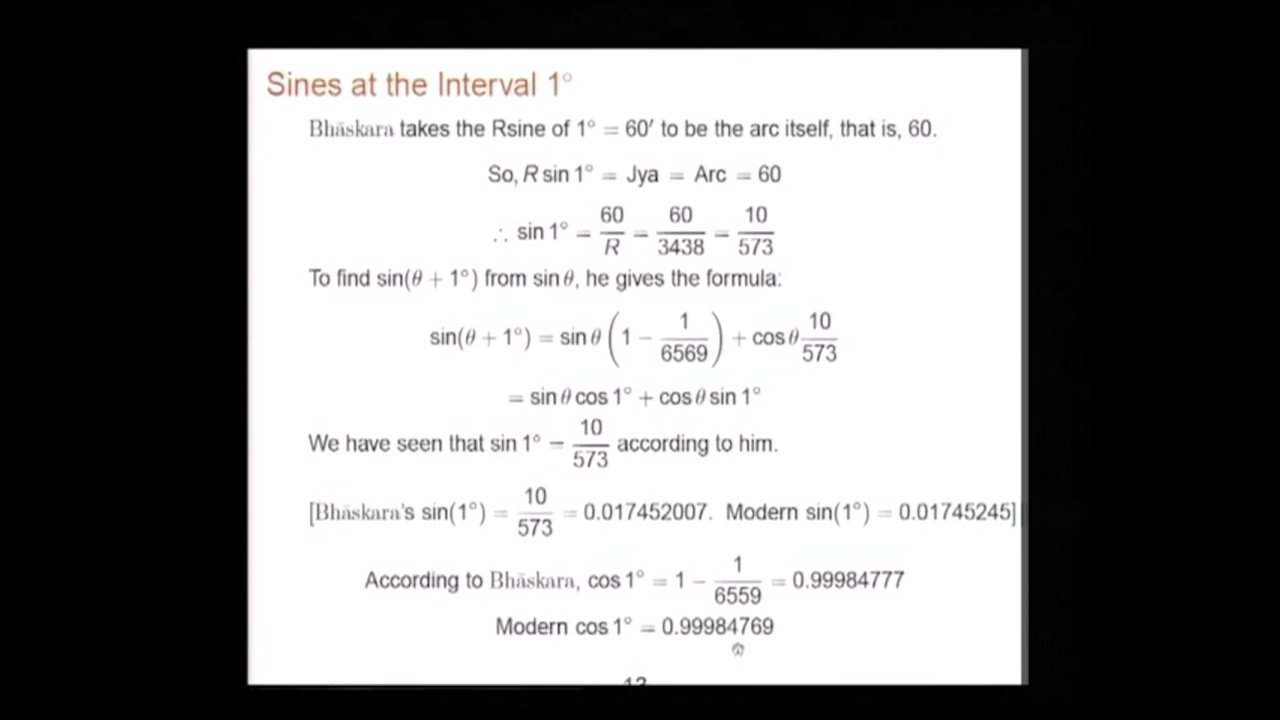 Sines at the Interval 1°
Bhāskara takes the Rsine of 1° = 60′ to be the arc itself, that is, 60.
So, R sin 1° = Jya = Arc = 60
∴ sin 1° = 60/R = 60/3438 = 10/573
To find sin(θ + 1°) from sin θ, he gives the formula:
sin(θ + 1°) = sin θ (1 − 1/6569) + cos θ 10/573
= sin θ cos 1° + cos θ sin 1°
We have seen that sin 1° = 10/573 according to him.
[Bhāskara's sin(1°) = 10/573 = 0.017452007. Modern sin(1°) = 0.01745245]
According to Bhāskara, cos 1° = 1 − 1/6559 = 0.99984777
Modern cos 1° = 0.99984769